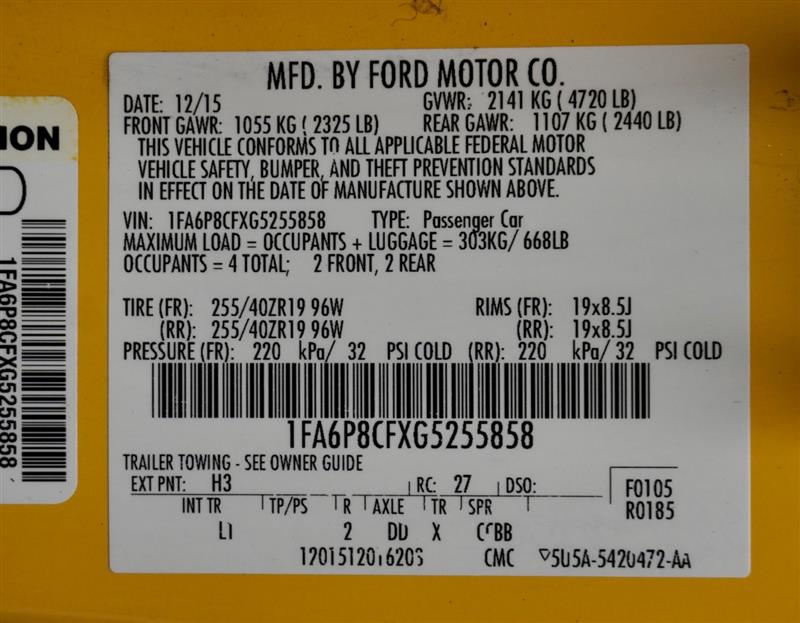 MFD. BY FORD MOTOR CO.
DATE: 12/15 GVWR: 2141 KG ( 4720 LB)
FRONT GAWR: 1055 KG ( 2325 LB) REAR GAWR: 1107 KG ( 2440 LB)
THIS VEHICLE CONFORMS TO ALL APPLICABLE FEDERAL MOTOR
VEHICLE SAFETY, BUMPER, AND THEFT PREVENTION STANDARDS
IN EFFECT ON THE DATE OF MANUFACTURE SHOWN ABOVE.
VIN: 1FA6P8CFXG5255858 TYPE: Passenger Car
MAXIMUM LOAD = OCCUPANTS + LUGGAGE = 303KG/ 668LB
OCCUPANTS = 4 TOTAL; 2 FRONT, 2 REAR
TIRE (FR): 255/40ZR19 96W RIMS (FR): 19x8.5J
(RR): 255/40ZR19 96W (RR): 19x8.5J
PRESSURE (FR): 220 kPa/ 32 PSI COLD (RR): 220 kPa/ 32 PSI COLD
1FA6P8CFXG5255858
TRAILER TOWING - SEE OWNER GUIDE
EXT PNT: H3 RC: 27 DSO: F0105
INT TR TP/PS R AXLE TR SPR R0185
2 DD X
CMC 5U5A-5420472-AA
ION
1FA6P8CFXG5255858